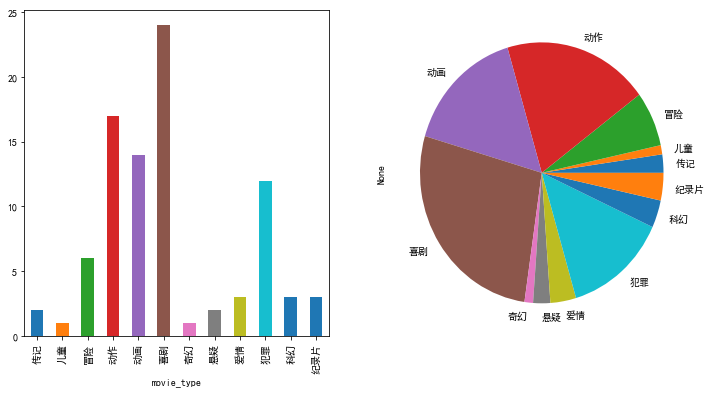 25
20
15
10
5
0
传记
儿童
冒险
动作
动画
喜剧
奇幻
悬疑
爱情
犯罪
科幻
纪录片
movie_type
None
动作
动画
冒险
儿童
传记
纪录片
科幻
喜剧
犯罪
奇幻
悬疑
爱情